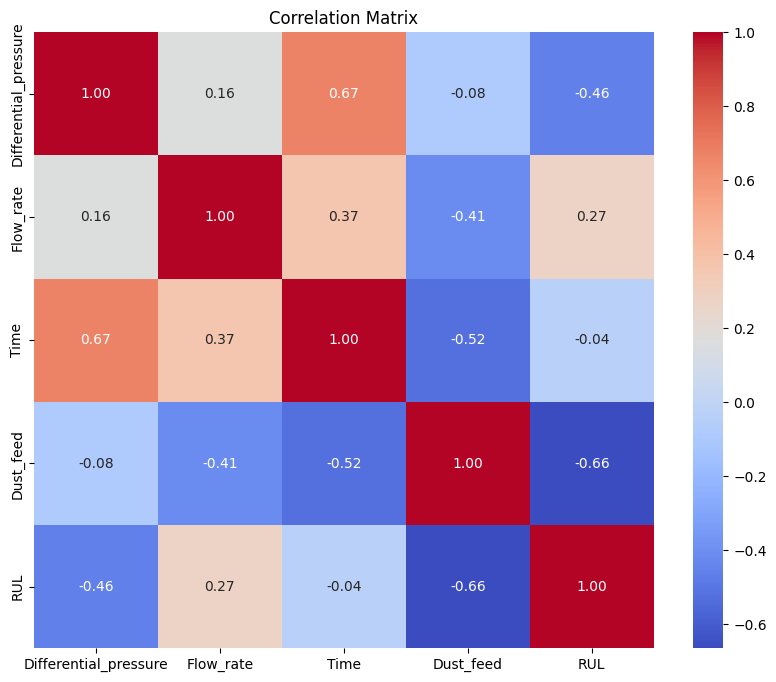 Correlation Matrix
Differential_pressure
1.00 0.16 0.67 -0.08 -0.46
Flow_rate
0.16 1.00 0.37 -0.41 0.27
Time
0.67 0.37 1.00 -0.52 -0.04
Dust_feed
-0.08 -0.41 -0.52 1.00 -0.66
RUL
-0.46 0.27 -0.04 -0.66 1.00
Differential_pressure Flow_rate Time Dust_feed RUL
1.0
0.8
0.6
0.4
0.2
0.0
−0.2
−0.4
−0.6